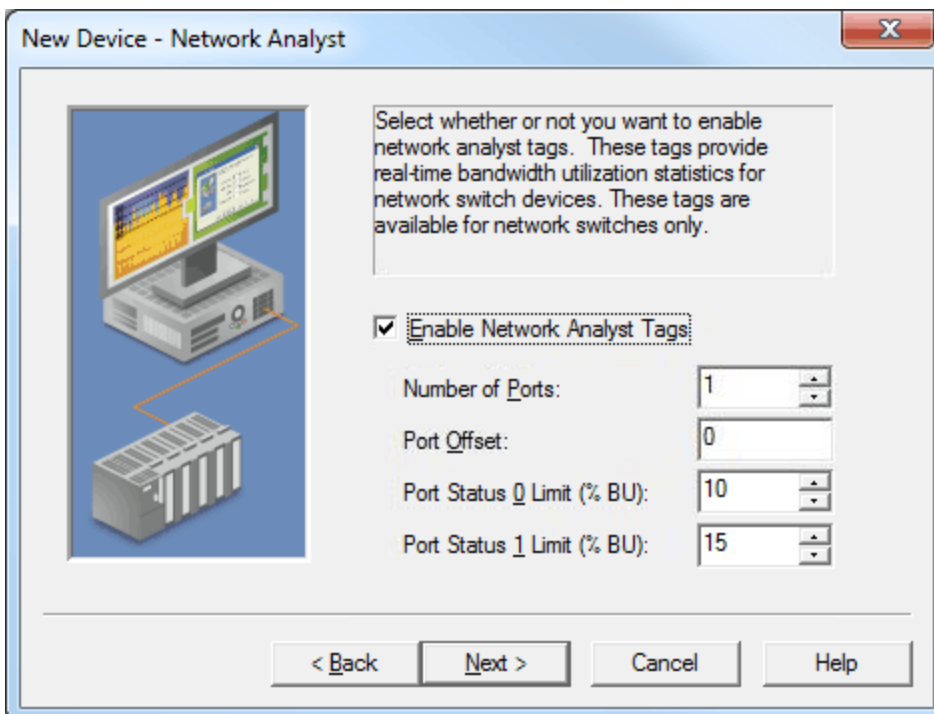 New Device - Network Analyst
Select whether or not you want to enable
network analyst tags. These tags provide
real-time bandwidth utilization statistics for
network switch devices. These tags are
available for network switches only.
Enable Network Analyst Tags
Number of Ports: 1
Port Offset: 0
Port Status 0 Limit (% BU): 10
Port Status 1 Limit (% BU): 15
< Back Next > Cancel Help